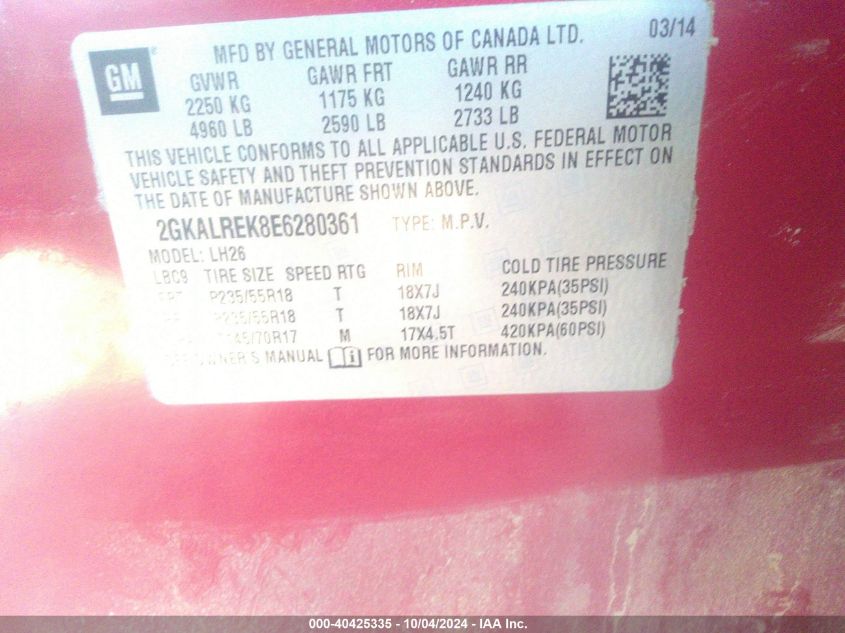 GM
MFD BY GENERAL MOTORS OF CANADA LTD. 03/14
GVWR GAWR FRT GAWR RR
2250 KG 1175 KG 1240 KG
4960 LB 2590 LB 2733 LB
THIS VEHICLE CONFORMS TO ALL APPLICABLE U.S. FEDERAL MOTOR
VEHICLE SAFETY AND THEFT PREVENTION STANDARDS IN EFFECT ON
THE DATE OF MANUFACTURE SHOWN ABOVE.
2GKALREK8E6280361 TYPE: M.P.V.
MODEL: LH26
LBC9 TIRE SIZE SPEED RTG RIM COLD TIRE PRESSURE
P235/55R18 T 18X7J 240KPA(35PSI)
P235/55R18 T 18X7J 240KPA(35PSI)
M 17X4.5T 420KPA(60PSI)
OWNER'S MANUAL FOR MORE INFORMATION.
000-40425335 - 10/04/2024 - IAA Inc.